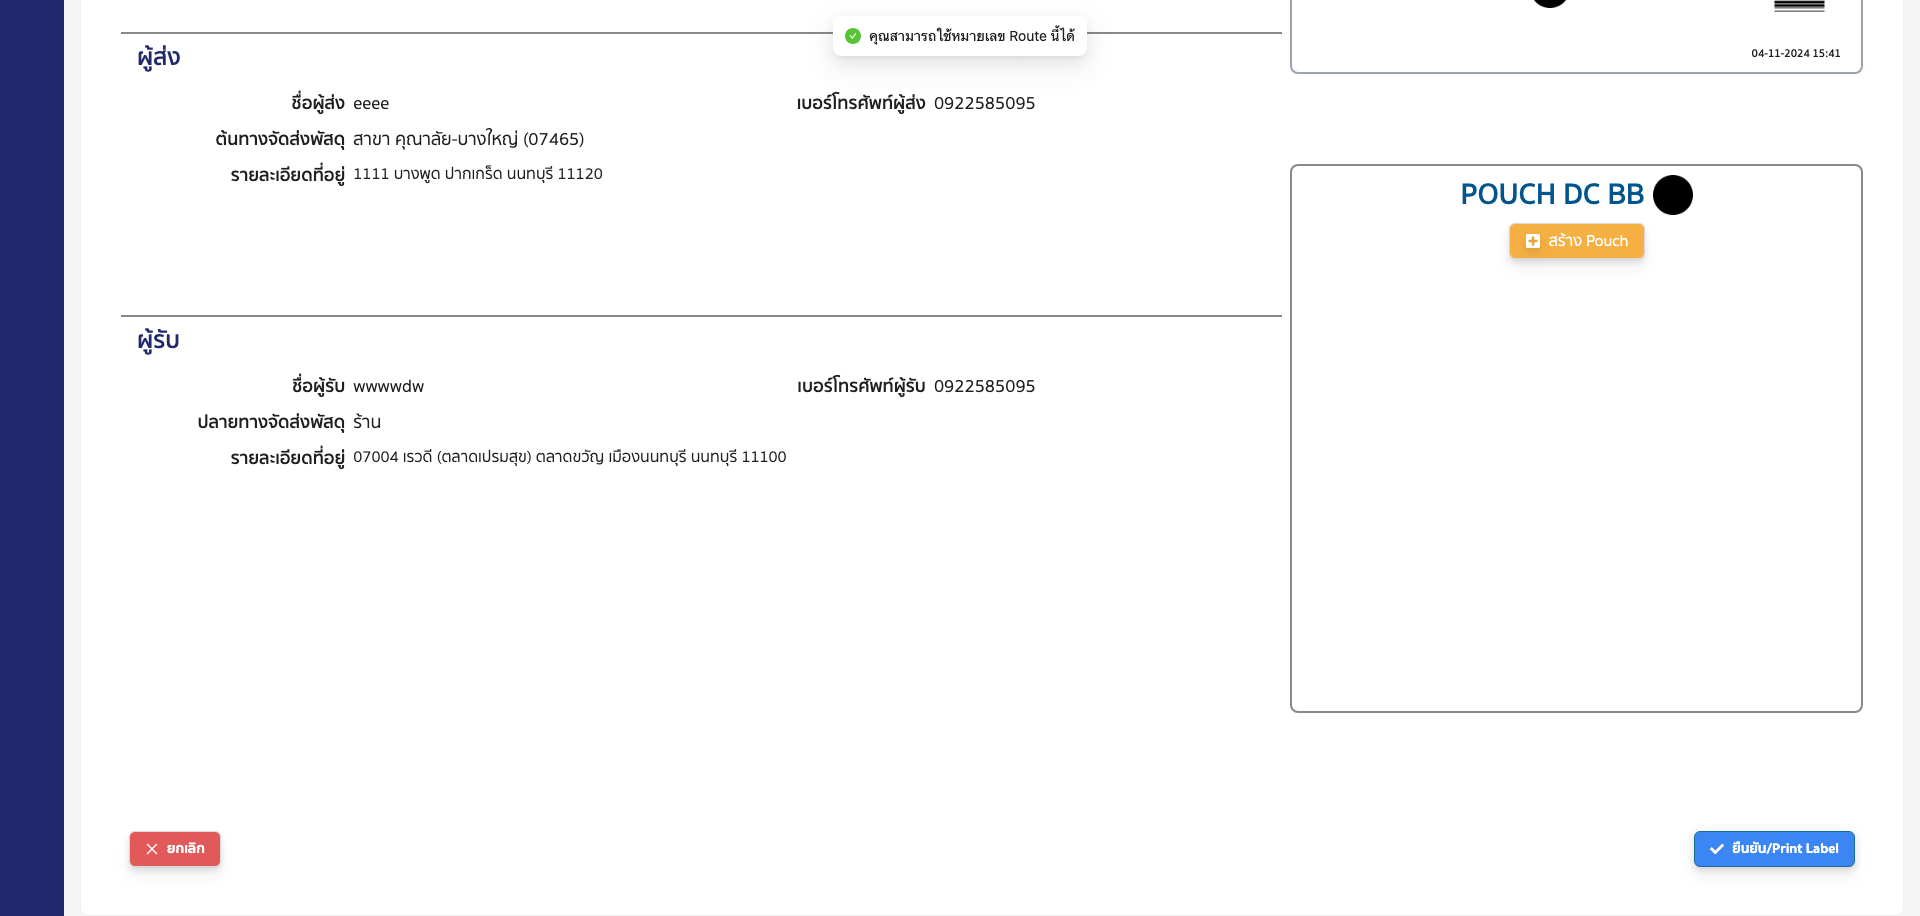 คุณสามารถใช้หมายเลข Route นี้ได้
04-11-2024 15:41
ผู้ส่ง
ชื่อผู้ส่ง eeee
เบอร์โทรศัพท์ผู้ส่ง 0922585095
ต้นทางจัดส่งพัสดุ สาขา คุณาลัย-บางใหญ่ (07465)
รายละเอียดที่อยู่ 1111 บางพูด ปากเกร็ด นนทบุรี 11120
POUCH DC BB
สร้าง Pouch
ผู้รับ
ชื่อผู้รับ wwwwdw
เบอร์โทรศัพท์ผู้รับ 0922585095
ปลายทางจัดส่งพัสดุ ร้าน
รายละเอียดที่อยู่ 07004 เรวดี (ตลาดเปรมสุข) ตลาดขวัญ เมืองนนทบุรี นนทบุรี 11100
ยกเลิก
ยืนยัน/Print Label